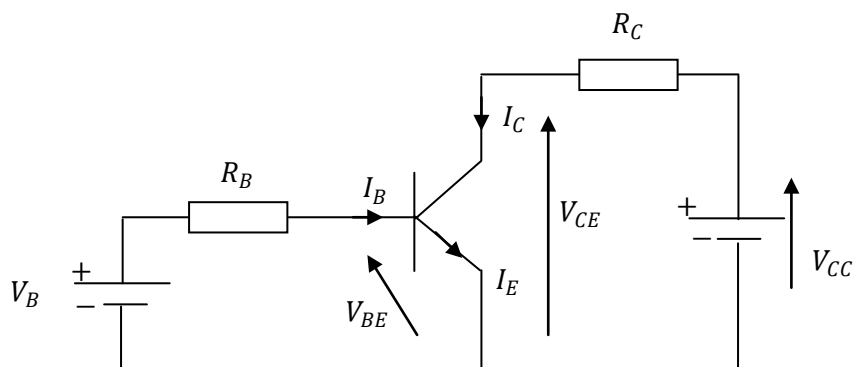 R_C
I_C
R_B
I_B
V_CE
+
−
V_CC
+
−
V_B
I_E
V_BE